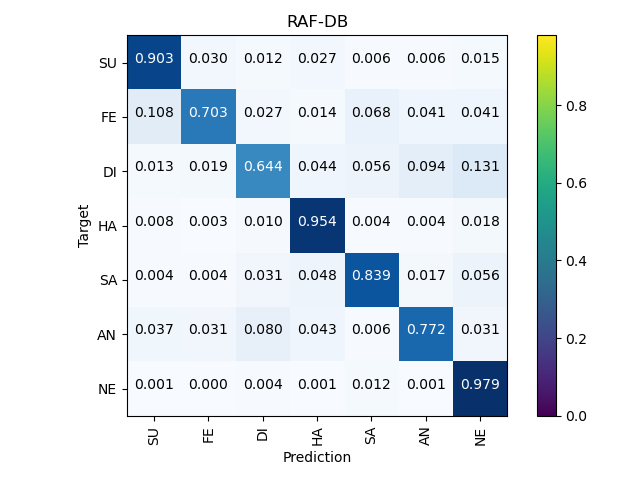 RAF-DB
SU 0.903 0.030 0.012 0.027 0.006 0.006 0.015
FE 0.108 0.703 0.027 0.014 0.068 0.041 0.041
DI 0.013 0.019 0.644 0.044 0.056 0.094 0.131
HA 0.008 0.003 0.010 0.954 0.004 0.004 0.018
SA 0.004 0.004 0.031 0.048 0.839 0.017 0.056
AN 0.037 0.031 0.080 0.043 0.006 0.772 0.031
NE 0.001 0.000 0.004 0.001 0.012 0.001 0.979
SU FE DI HA SA AN NE
Prediction
Target
0.8
0.6
0.4
0.2
0.0